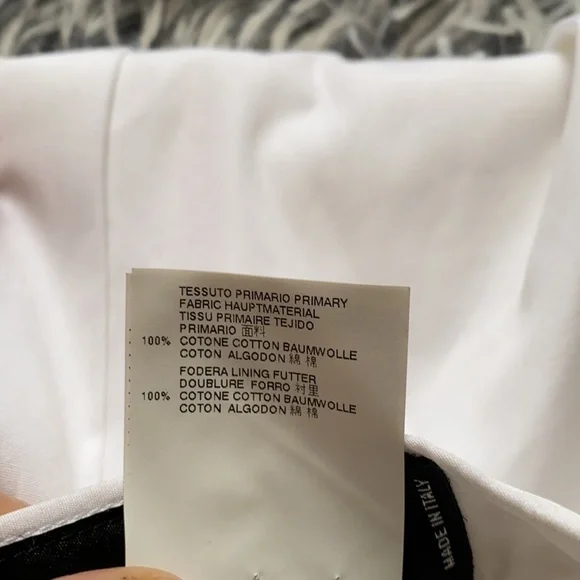 TESSUTO PRIMARIO PRIMARY
FABRIC HAUPTMATERIAL
TISSU PRIMAIRE TEJIDO
PRIMARIO 面料
100% COTONE COTTON BAUMWOLLE
COTON ALGODON 綿 棉
FODERA LINING FUTTER
DOUBLURE FORRO 衬里
100% COTONE COTTON BAUMWOLLE
COTON ALGODON 綿 棉
MADE IN ITALY